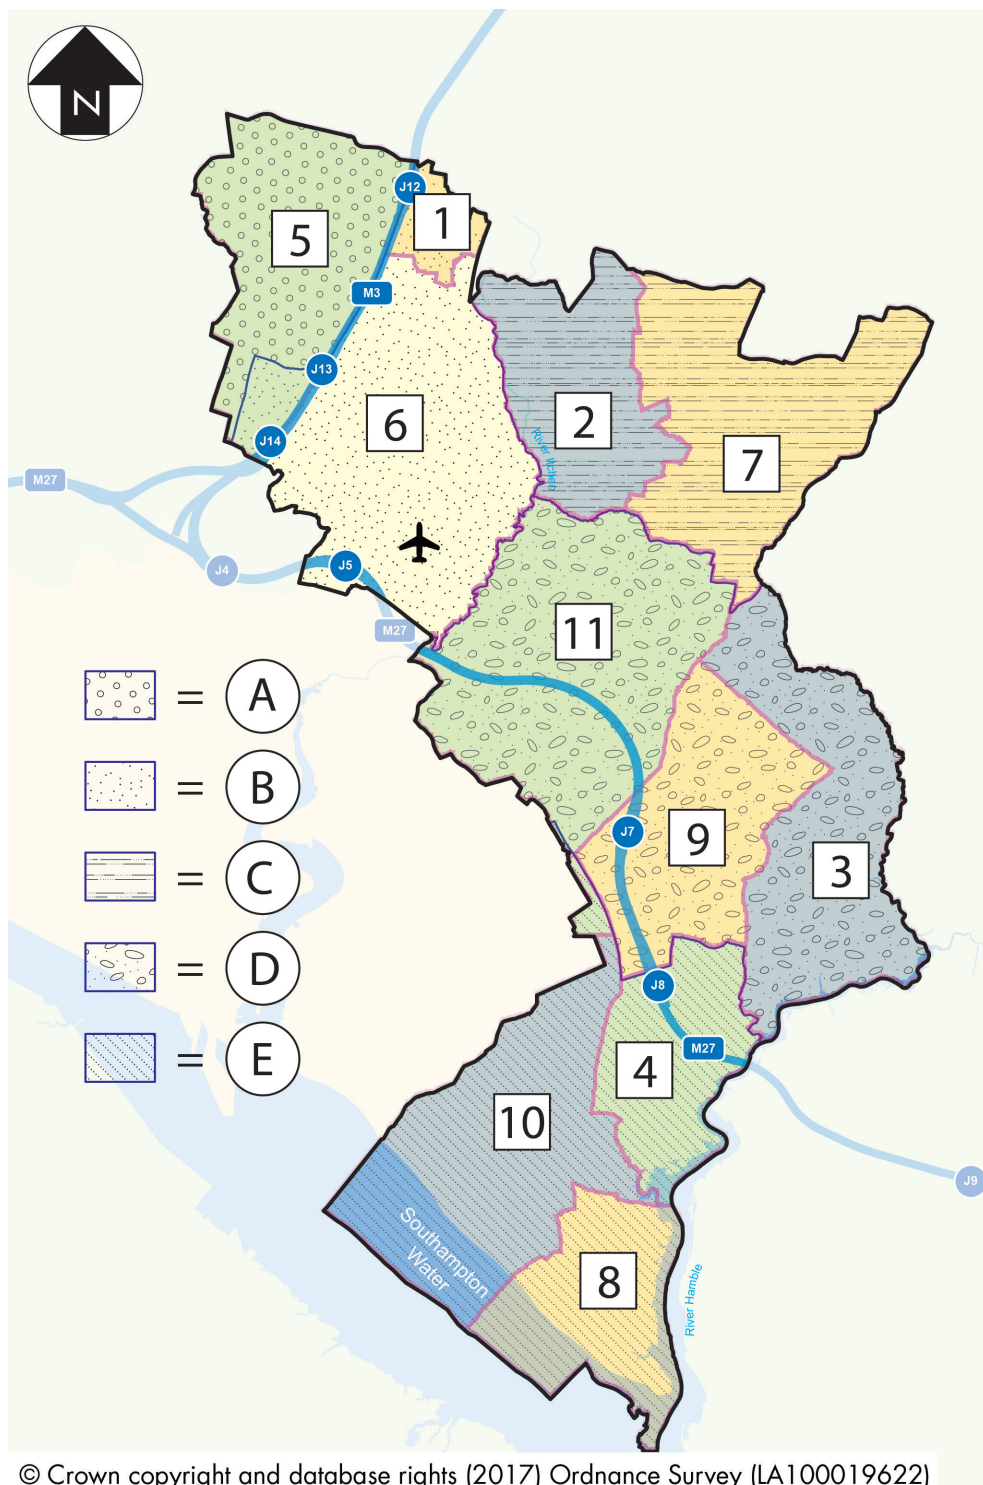 N
J12
1
5
M3
J13
6
2
7
J14
River Itchen
M27
J5
J4
11
M27
= A
= B
J7
9
= C
3
= D
J8
M27
= E
4
10
J9
Southampton
Water
8
River Hamble
© Crown copyright and database rights (2017) Ordnance Survey (LA100019622)